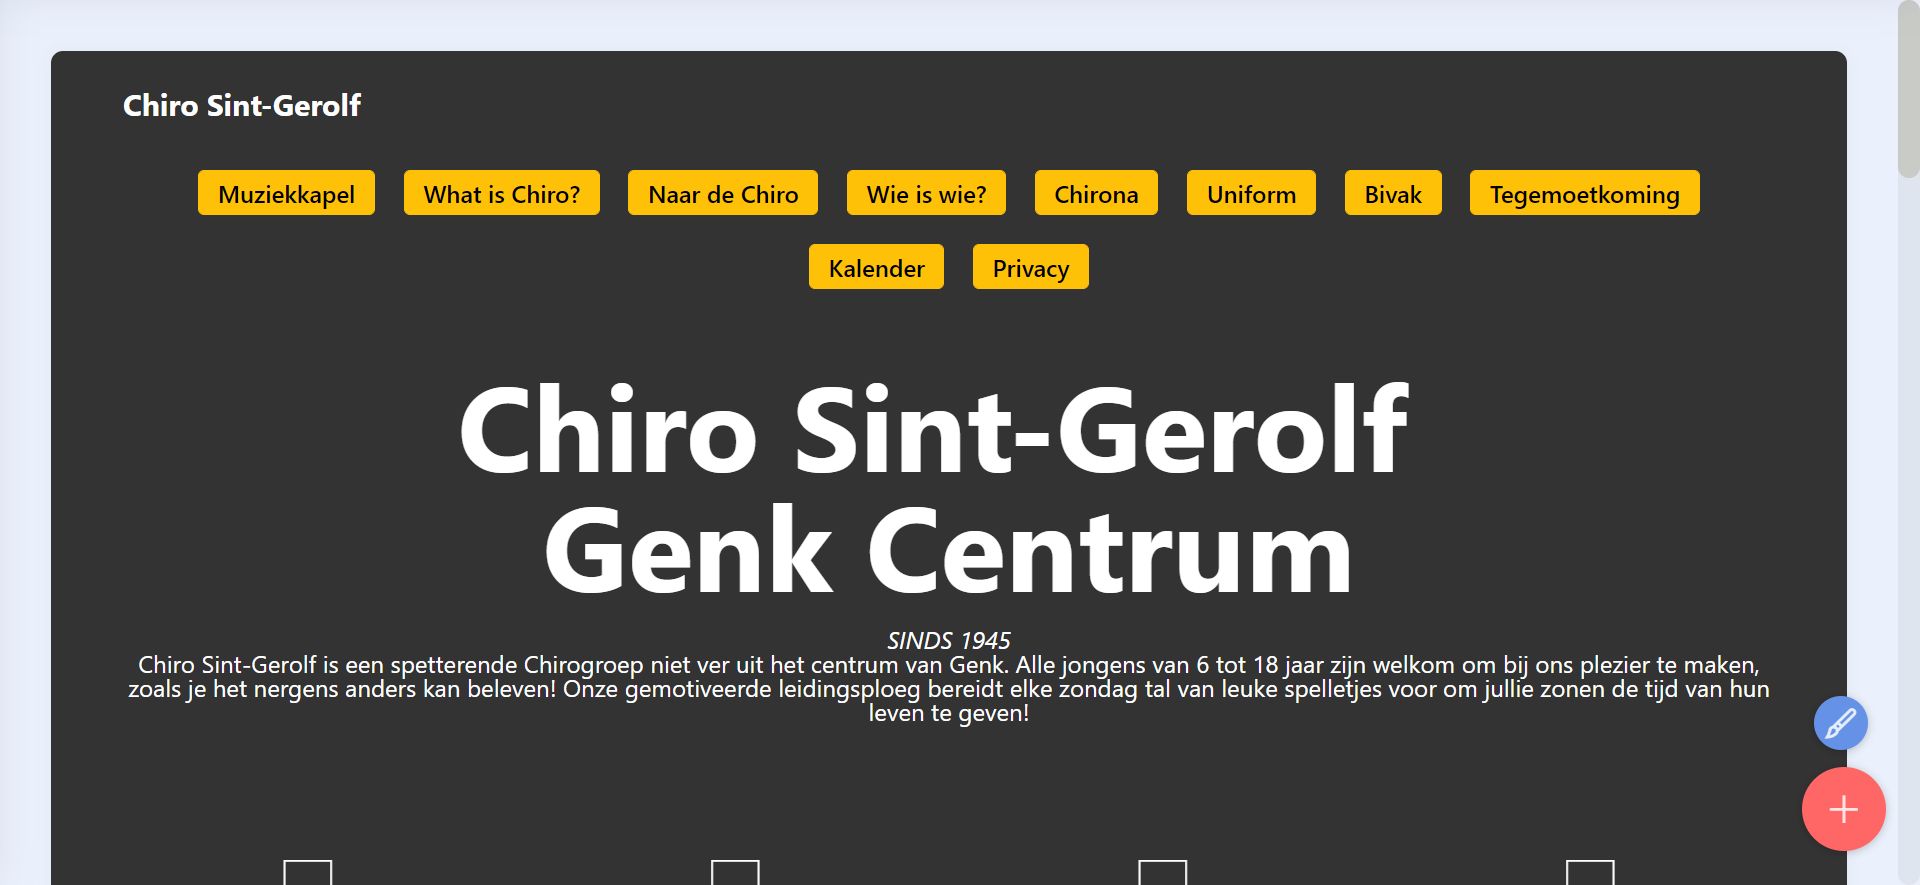 Chiro Sint-Gerolf
Muziekkapel What is Chiro? Naar de Chiro Wie is wie? Chirona Uniform Bivak Tegemoetkoming
Kalender Privacy
Chiro Sint-Gerolf
Genk Centrum
SINDS 1945
Chiro Sint-Gerolf is een spetterende Chirogroep niet ver uit het centrum van Genk. Alle jongens van 6 tot 18 jaar zijn welkom om bij ons plezier te maken,
zoals je het nergens anders kan beleven! Onze gemotiveerde leidingsploeg bereidt elke zondag tal van leuke spelletjes voor om jullie zonen de tijd van hun
leven te geven!